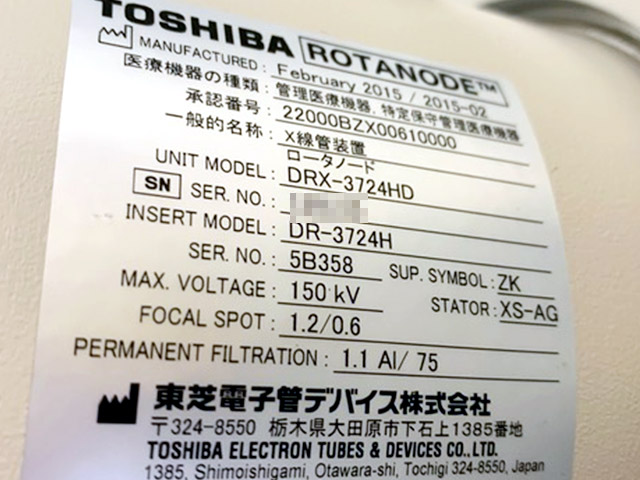 TOSHIBA ROTANODE™
MANUFACTURED : February 2015 / 2015-02
医療機器の種類 : 管理医療機器, 特定保守管理医療機器
承認番号 : 22000BZX00610000
一般的名称 : X線管装置
ロータノード
UNIT MODEL : DRX-3724HD
SN SER. NO. :
INSERT MODEL : DR-3724H
SER. NO. : 5B358 SUP. SYMBOL : ZK
MAX. VOLTAGE : 150 kV STATOR : XS-AG
FOCAL SPOT : 1.2/0.6
PERMANENT FILTRATION : 1.1 Al/ 75
東芝電子管デバイス株式会社
〒324-8550 栃木県大田原市下石上1385番地
TOSHIBA ELECTRON TUBES & DEVICES CO., LTD.
1385, Shimoishigami, Otawara-shi, Tochigi 324-8550, Japan